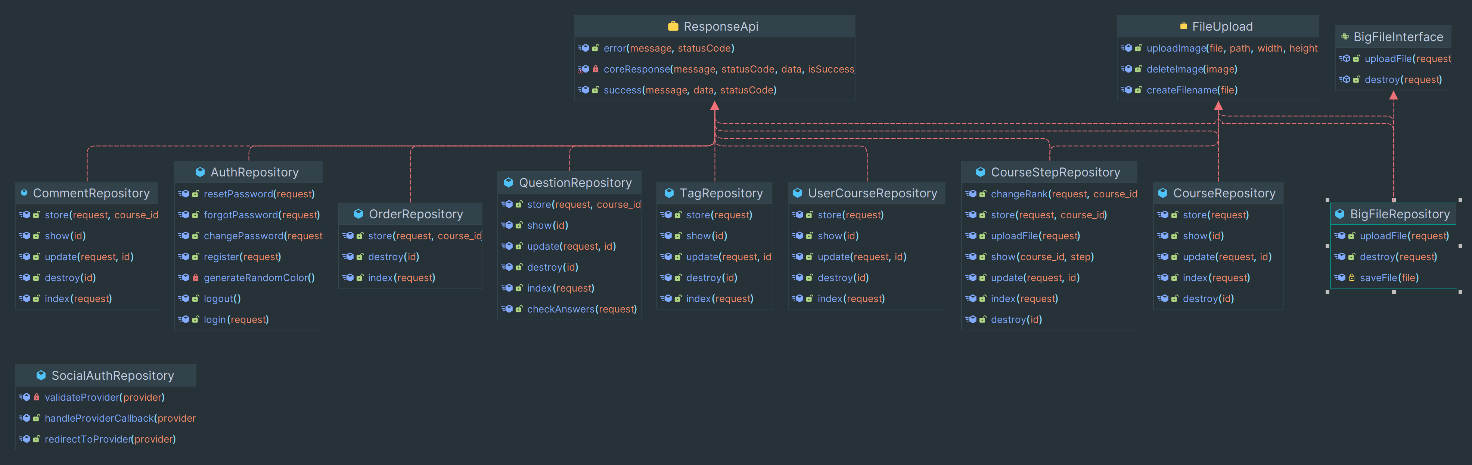 ResponseApi
error(message, statusCode)
coreResponse(message, statusCode, data, isSuccess
success(message, data, statusCode)
FileUpload
uploadImage(file, path, width, height
deleteImage(image)
createFilename(file)
BigFileInterface
uploadFile(request
destroy(request)
CommentRepository
store(request, course_id
show(id)
update(request, id)
destroy(id)
index(request)
AuthRepository
resetPassword(request)
forgotPassword(request)
changePassword(request
register(request)
generateRandomColor()
logout()
login(request)
OrderRepository
store(request, course_id
destroy(id)
index(request)
QuestionRepository
store(request, course_id
show(id)
update(request, id)
destroy(id)
index(request)
checkAnswers(request)
TagRepository
store(request)
show(id)
update(request, id
destroy(id)
index(request)
UserCourseRepository
store(request)
show(id)
update(request, id)
destroy(id)
index(request)
CourseStepRepository
changeRank(request, course_id
store(request, course_id)
uploadFile(request)
show(course_id, step)
update(request, id)
index(request)
destroy(id)
CourseRepository
store(request)
show(id)
update(request, id)
index(request)
destroy(id)
BigFileRepository
uploadFile(request)
destroy(request)
saveFile(file)
SocialAuthRepository
validateProvider(provider)
handleProviderCallback(provider
redirectToProvider(provider)